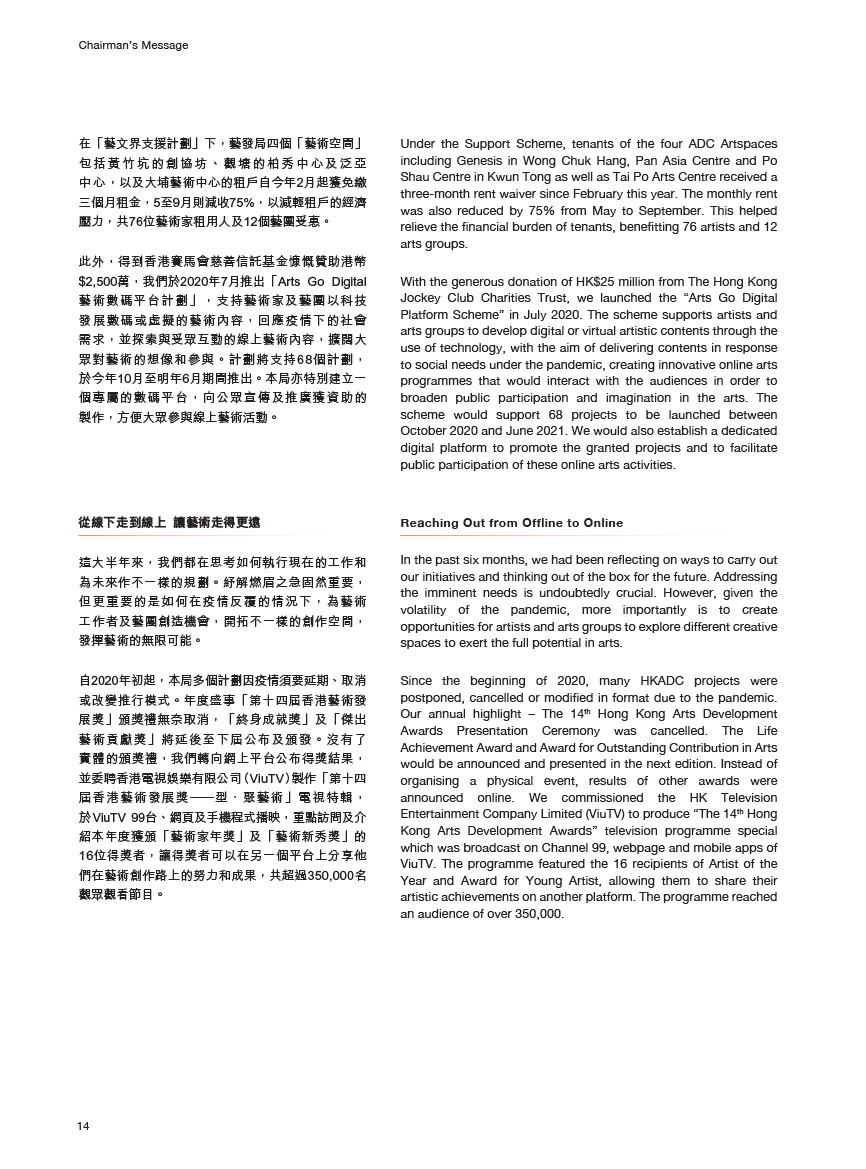 Chairman's Message
在「藝文界支援計劃」下，藝發局四個「藝術空間」
包括黃竹坑的創協坊、觀塘的柏秀中心及泛亞
中心，以及大埔藝術中心的租戶自今年2月起獲免繳
三個月租金，5至9月則減收75%，以減輕租戶的經濟
壓力，共76位藝術家租用人及12個藝團受惠。
此外，得到香港賽馬會慈善信託基金慷慨贊助港幣
$2,500萬，我們於2020年7月推出「Arts Go Digital
藝術數碼平台計劃」，支持藝術家及藝團以科技
發展數碼或虛擬的藝術內容，回應疫情下的社會
需求，並探索與受眾互動的線上藝術內容，擴闊大
眾對藝術的想像和參與。計劃將支持68個計劃，
於今年10月至明年6月期間推出。本局亦特別建立一
個專屬的數碼平台，向公眾宣傳及推廣獲資助的
製作，方便大眾參與線上藝術活動。
從線下走到線上 讓藝術走得更遠
這大半年來，我們都在思考如何執行現在的工作和
為未來作不一樣的規劃。紓解燃眉之急固然重要，
但更重要的是如何在疫情反覆的情況下，為藝術
工作者及藝團創造機會，開拓不一樣的創作空間，
發揮藝術的無限可能。
自2020年初起，本局多個計劃因疫情須要延期、取消
或改變推行模式。年度盛事「第十四屆香港藝術發
展獎」頒獎禮無奈取消，「終身成就獎」及「傑出
藝術貢獻獎」將延後至下屆公布及頒發。沒有了
實體的頒獎禮，我們轉向網上平台公布得獎結果，
並委聘香港電視娛樂有限公司（ViuTV）製作「第十四
屆香港藝術發展獎——型．聚藝術」電視特輯，
於ViuTV 99台、網頁及手機程式播映，重點訪問及介
紹本年度獲頒「藝術家年獎」及「藝術新秀獎」的
16位得獎者，讓得獎者可以在另一個平台上分享他
們在藝術創作路上的努力和成果，共超過350,000名
觀眾觀看節目。
Under the Support Scheme, tenants of the four ADC Artspaces
including Genesis in Wong Chuk Hang, Pan Asia Centre and Po
Shau Centre in Kwun Tong as well as Tai Po Arts Centre received a
three-month rent waiver since February this year. The monthly rent
was also reduced by 75% from May to September. This helped
relieve the financial burden of tenants, benefitting 76 artists and 12
arts groups.
With the generous donation of HK$25 million from The Hong Kong
Jockey Club Charities Trust, we launched the “Arts Go Digital
Platform Scheme” in July 2020. The scheme supports artists and
arts groups to develop digital or virtual artistic contents through the
use of technology, with the aim of delivering contents in response
to social needs under the pandemic, creating innovative online arts
programmes that would interact with the audiences in order to
broaden public participation and imagination in the arts. The
scheme would support 68 projects to be launched between
October 2020 and June 2021. We would also establish a dedicated
digital platform to promote the granted projects and to facilitate
public participation of these online arts activities.
Reaching Out from Offline to Online
In the past six months, we had been reflecting on ways to carry out
our initiatives and thinking out of the box for the future. Addressing
the imminent needs is undoubtedly crucial. However, given the
volatility of the pandemic, more importantly is to create
opportunities for artists and arts groups to explore different creative
spaces to exert the full potential in arts.
Since the beginning of 2020, many HKADC projects were
postponed, cancelled or modified in format due to the pandemic.
Our annual highlight – The 14th Hong Kong Arts Development
Awards Presentation Ceremony was cancelled. The Life
Achievement Award and Award for Outstanding Contribution in Arts
would be announced and presented in the next edition. Instead of
organising a physical event, results of other awards were
announced online. We commissioned the HK Television
Entertainment Company Limited (ViuTV) to produce “The 14th Hong
Kong Arts Development Awards” television programme special
which was broadcast on Channel 99, webpage and mobile apps of
ViuTV. The programme featured the 16 recipients of Artist of the
Year and Award for Young Artist, allowing them to share their
artistic achievements on another platform. The programme reached
an audience of over 350,000.
14